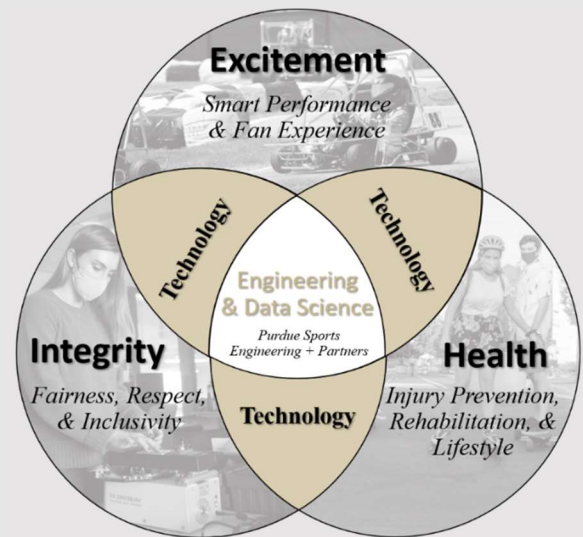 Excitement
Smart Performance
& Fan Experience
Technology
Technology
Engineering
& Data Science
Purdue Sports
Engineering + Partners
Integrity
Fairness, Respect,
& Inclusivity
Health
Injury Prevention,
Rehabilitation, &
Lifestyle
Technology